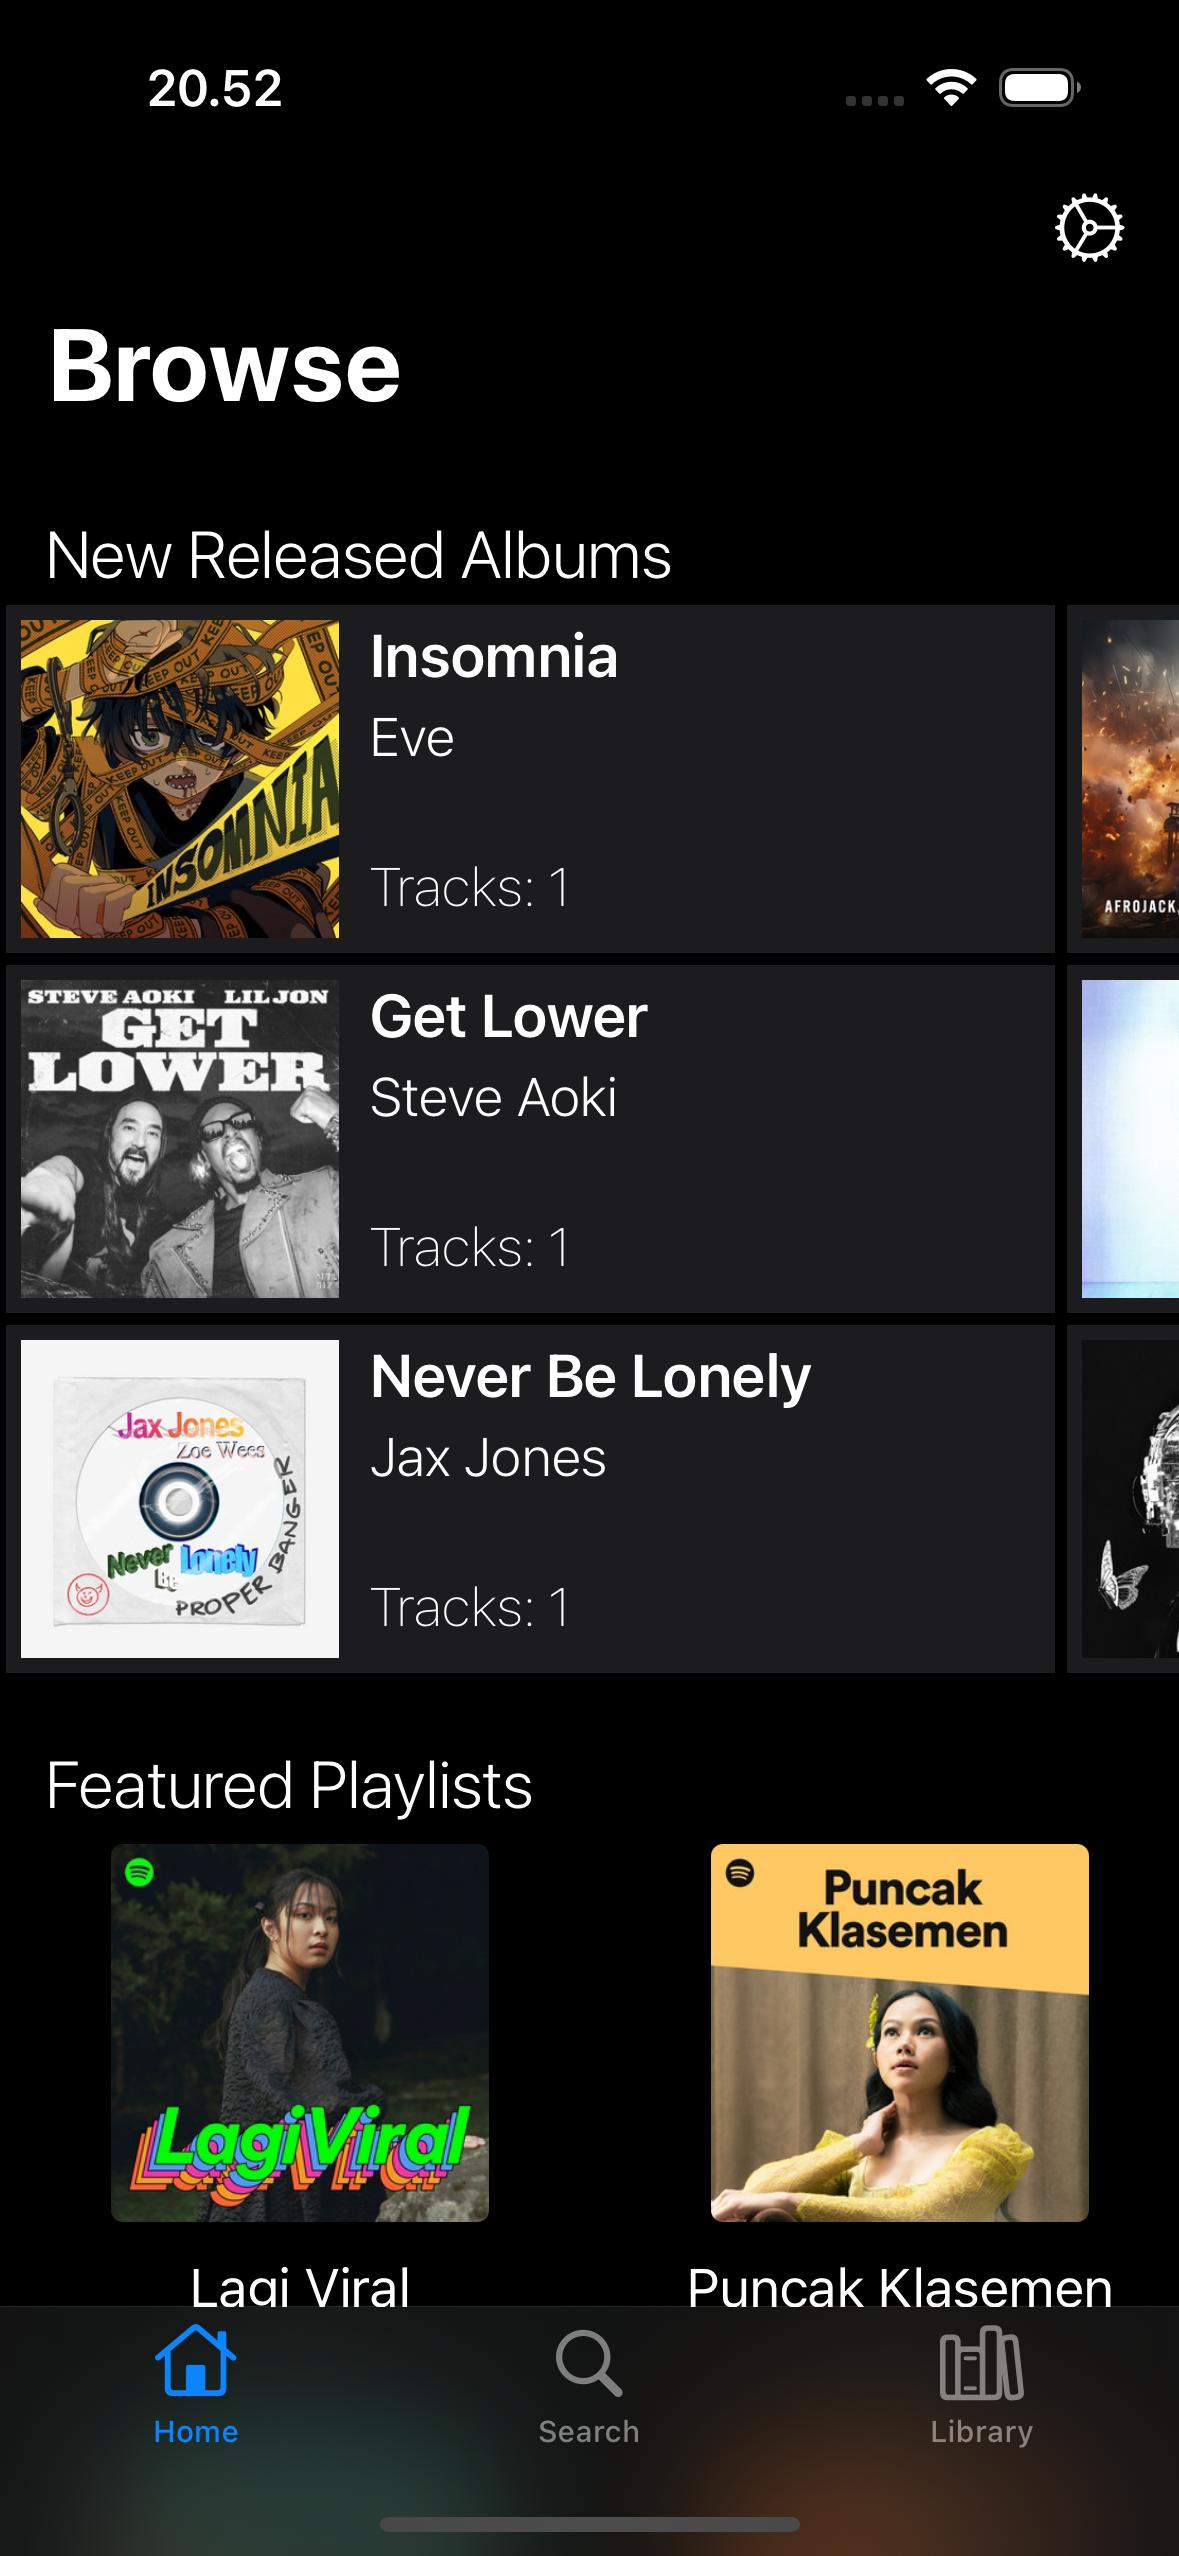 20.52
Browse
New Released Albums
KEEP OUT
INSOMNIA
Insomnia
Eve
Tracks: 1
AFROJACK,
STEVE AOKI LIL JON
GET
LOWER
Get Lower
Steve Aoki
Tracks: 1
Jax Jones
Zoe Wees
Never Be Lonely
PROPER BANGER
Never Be Lonely
Jax Jones
Tracks: 1
Featured Playlists
LagiViral
Puncak
Klasemen
Lagi Viral
Puncak Klasemen
Home
Search
Library